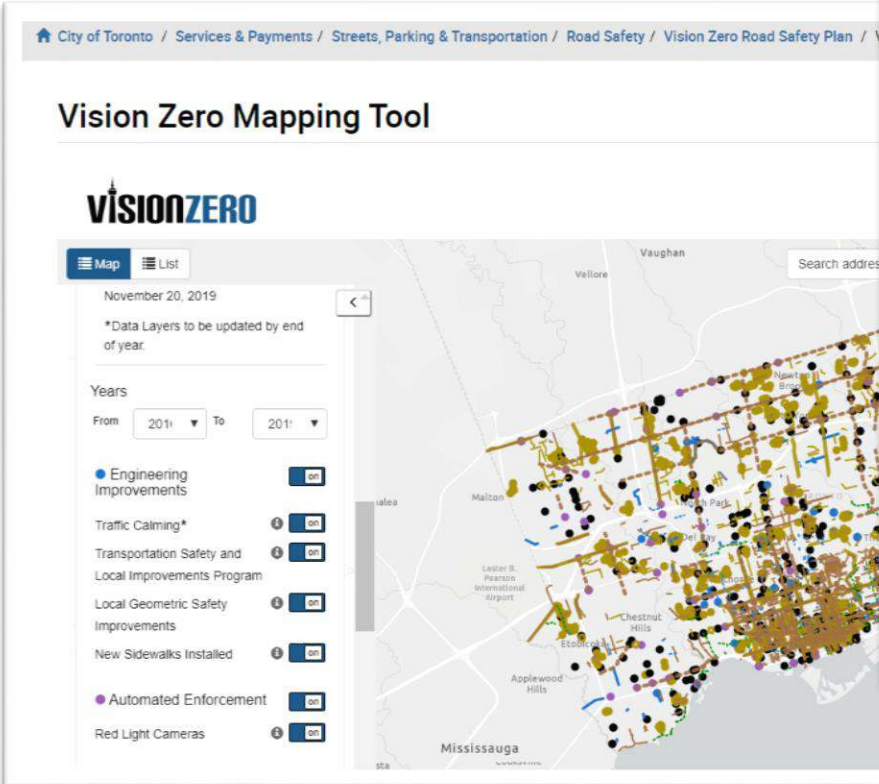 City of Toronto / Services & Payments / Streets, Parking & Transportation / Road Safety / Vision Zero Road Safety Plan /
Vision Zero Mapping Tool
VISIONZERO
Map List
Search addres
November 20, 2019
*Data Layers to be updated by end
of year.
Years
From 201 To 201
Engineering
Improvements
on
Traffic Calming* on
Transportation Safety and
Local Improvements Program
on
Local Geometric Safety
Improvements
on
New Sidewalks Installed on
Automated Enforcement on
Red Light Cameras on
Vaughan
Vellore
Malton
Lester B.
Pearson
International
Airport
Chestnut
Hills
Etobicoke
Applewood
Hills
Mississauga